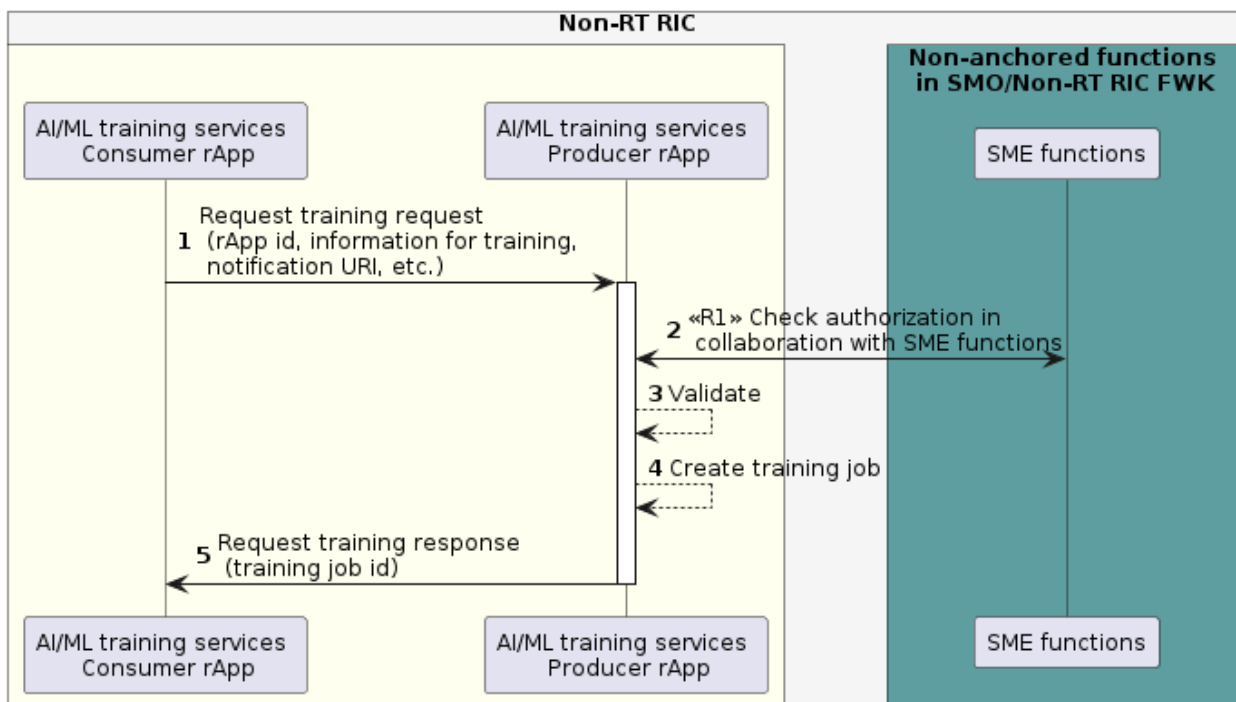 Non-RT RIC
Non-anchored functions
in SMO/Non-RT RIC FWK
AI/ML training services
Consumer rApp
AI/ML training services
Producer rApp
SME functions
Request training request
1 (rApp id, information for training,
notification URI, etc.)
«R1» Check authorization in
2 collaboration with SME functions
3 Validate
4 Create training job
5 Request training response
(training job id)
AI/ML training services
Consumer rApp
AI/ML training services
Producer rApp
SME functions